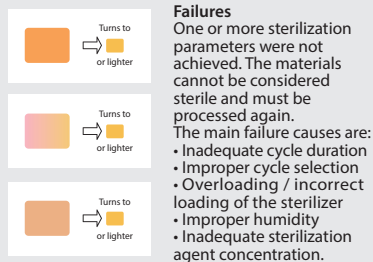 Turns to
or lighter
Turns to
or lighter
Turns to
or lighter
Failures
One or more sterilization
parameters were not
achieved. The materials
cannot be considered
sterile and must be
processed again.
The main failure causes are:
• Inadequate cycle duration
• Improper cycle selection
• Overloading / incorrect
loading of the sterilizer
• Improper humidity
• Inadequate sterilization
agent concentration.